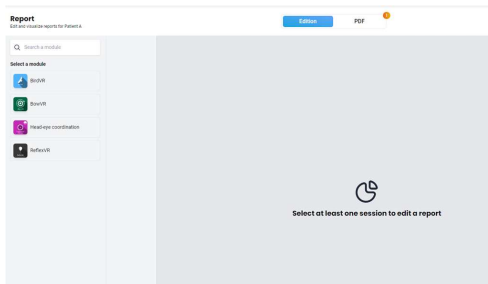 Report
Edit and visualize reports for Patient A
Edition
PDF
Search a module
Select a module
BirdVR
BowVR
Head-eye coordination
ReflexVR
Select at least one session to edit a report